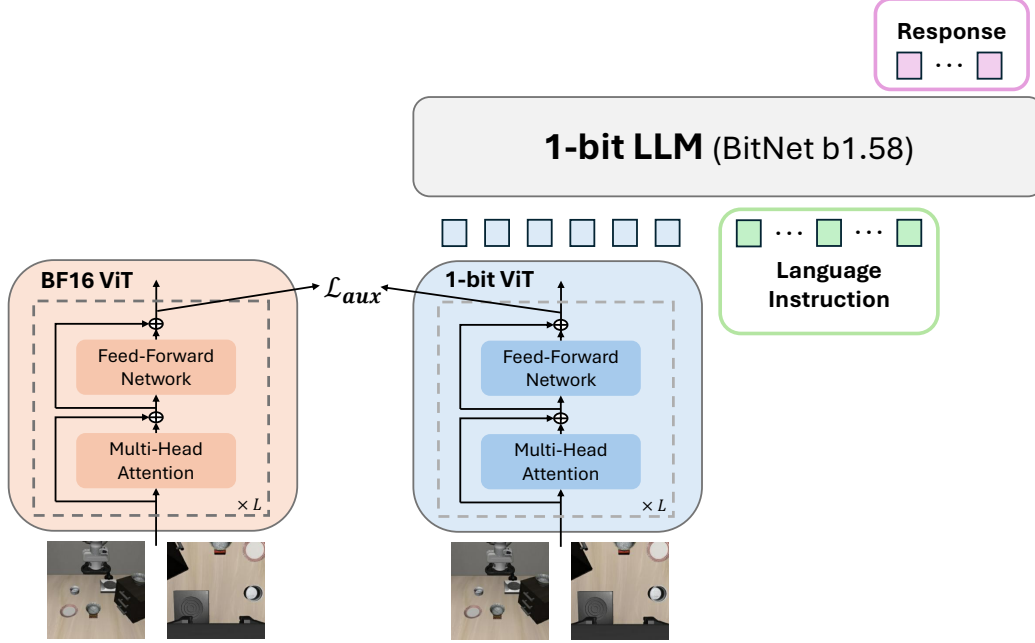 Response
...
1-bit LLM (BitNet b1.58)
... ...
Language
Instruction
BF16 ViT
ℒaux
1-bit ViT
Feed-Forward
Network
Multi-Head
Attention
× L
Feed-Forward
Network
Multi-Head
Attention
× L